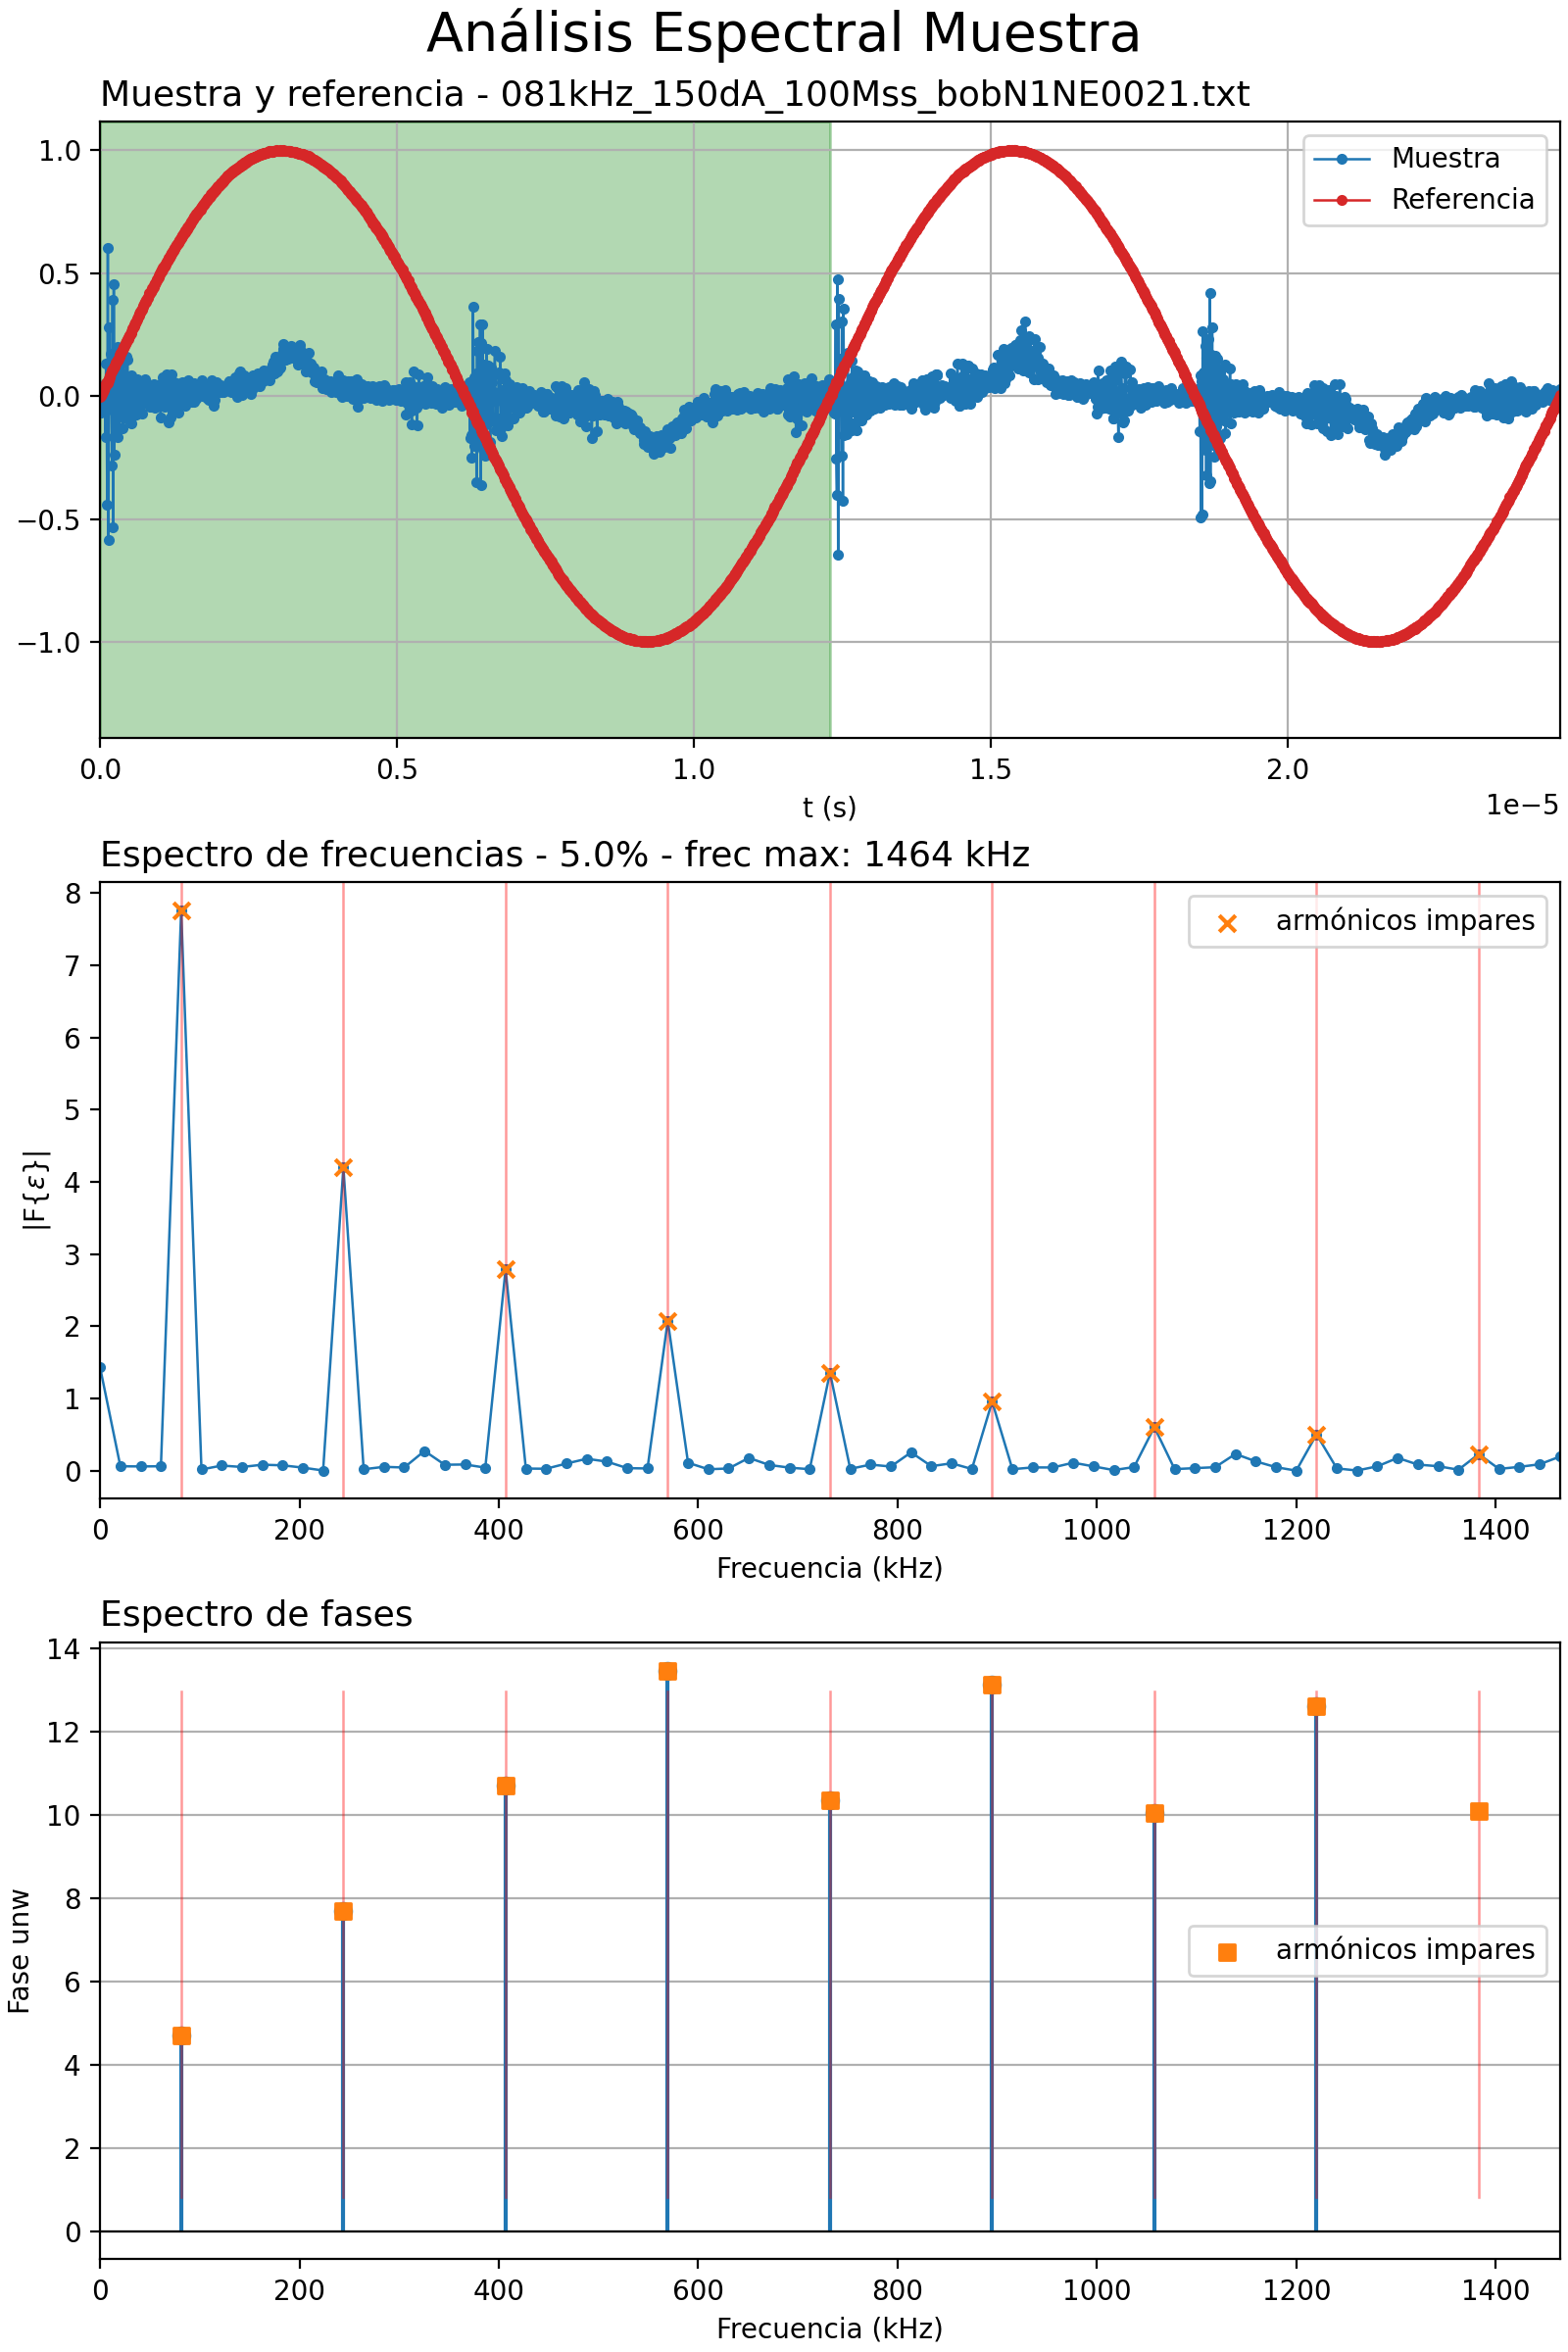 Análisis Espectral Muestra
Muestra y referencia - 081kHz_150dA_100Mss_bobN1NE0021.txt
1.0
0.5
0.0
−0.5
−1.0
Muestra
Referencia
0.0 0.5 1.0 1.5 2.0
t (s)
1e−5
Espectro de frecuencias - 5.0% - frec max: 1464 kHz
8
7
6
5
4
3
2
1
0
|F{ε}|
armónicos impares
0 200 400 600 800 1000 1200 1400
Frecuencia (kHz)
Espectro de fases
14
12
10
8
6
4
2
0
Fase unw
armónicos impares
0 200 400 600 800 1000 1200 1400
Frecuencia (kHz)